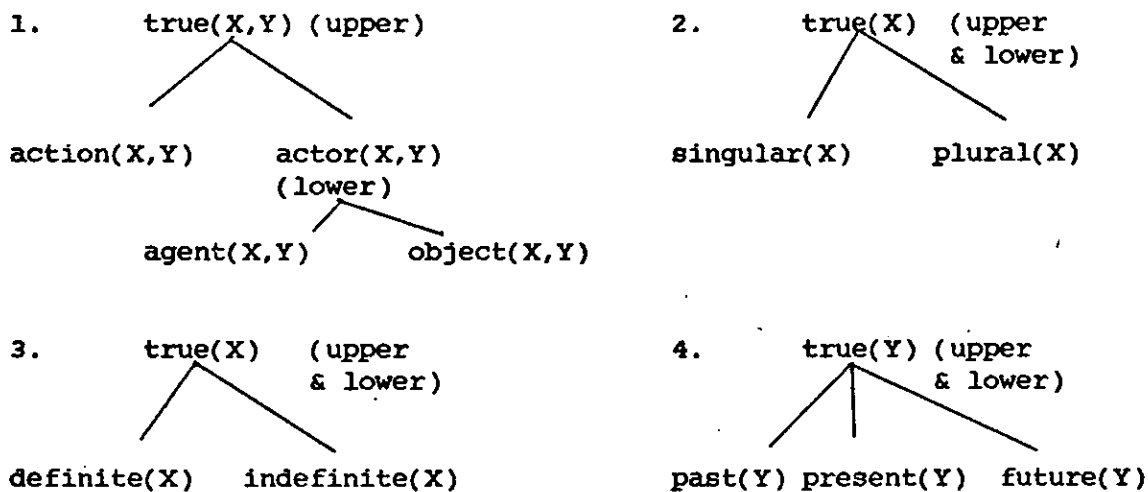 1. true(X,Y) (upper)
action(X,Y) actor(X,Y)
(lower)
agent(X,Y) object(X,Y)
2. true(X) (upper
& lower)
singular(X) plural(X)
3. true(X) (upper
& lower)
definite(X) indefinite(X)
4. true(Y) (upper
& lower)
past(Y) present(Y) future(Y)